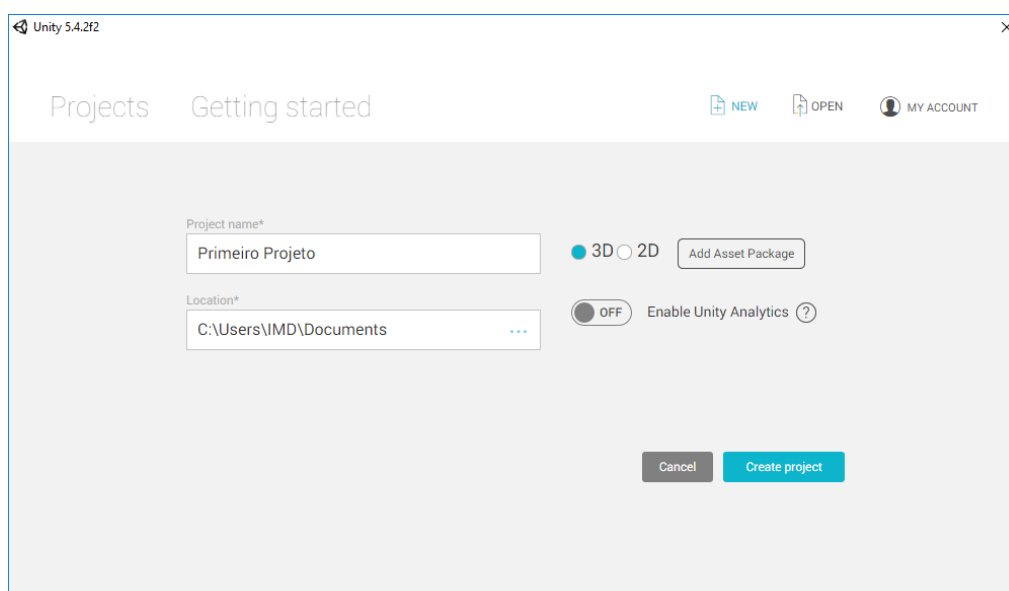 Unity 5.4.2f2
Projects Getting started NEW OPEN MY ACCOUNT
Project name*
Primeiro Projeto
3D 2D Add Asset Package
Location*
C:\Users\IMD\Documents ...
OFF Enable Unity Analytics ?
Cancel Create project